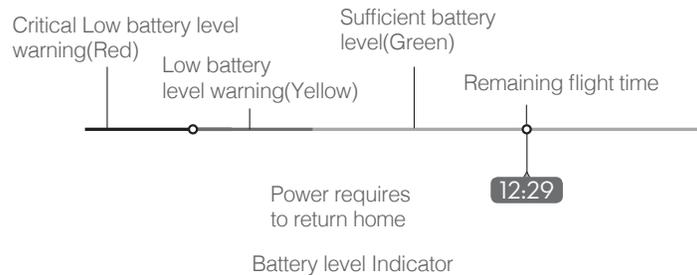 Critical Low battery level
warning(Red)
Low battery
level warning(Yellow)
Sufficient battery
level(Green)
Remaining flight time
12:29
Power requires
to return home
Battery level Indicator